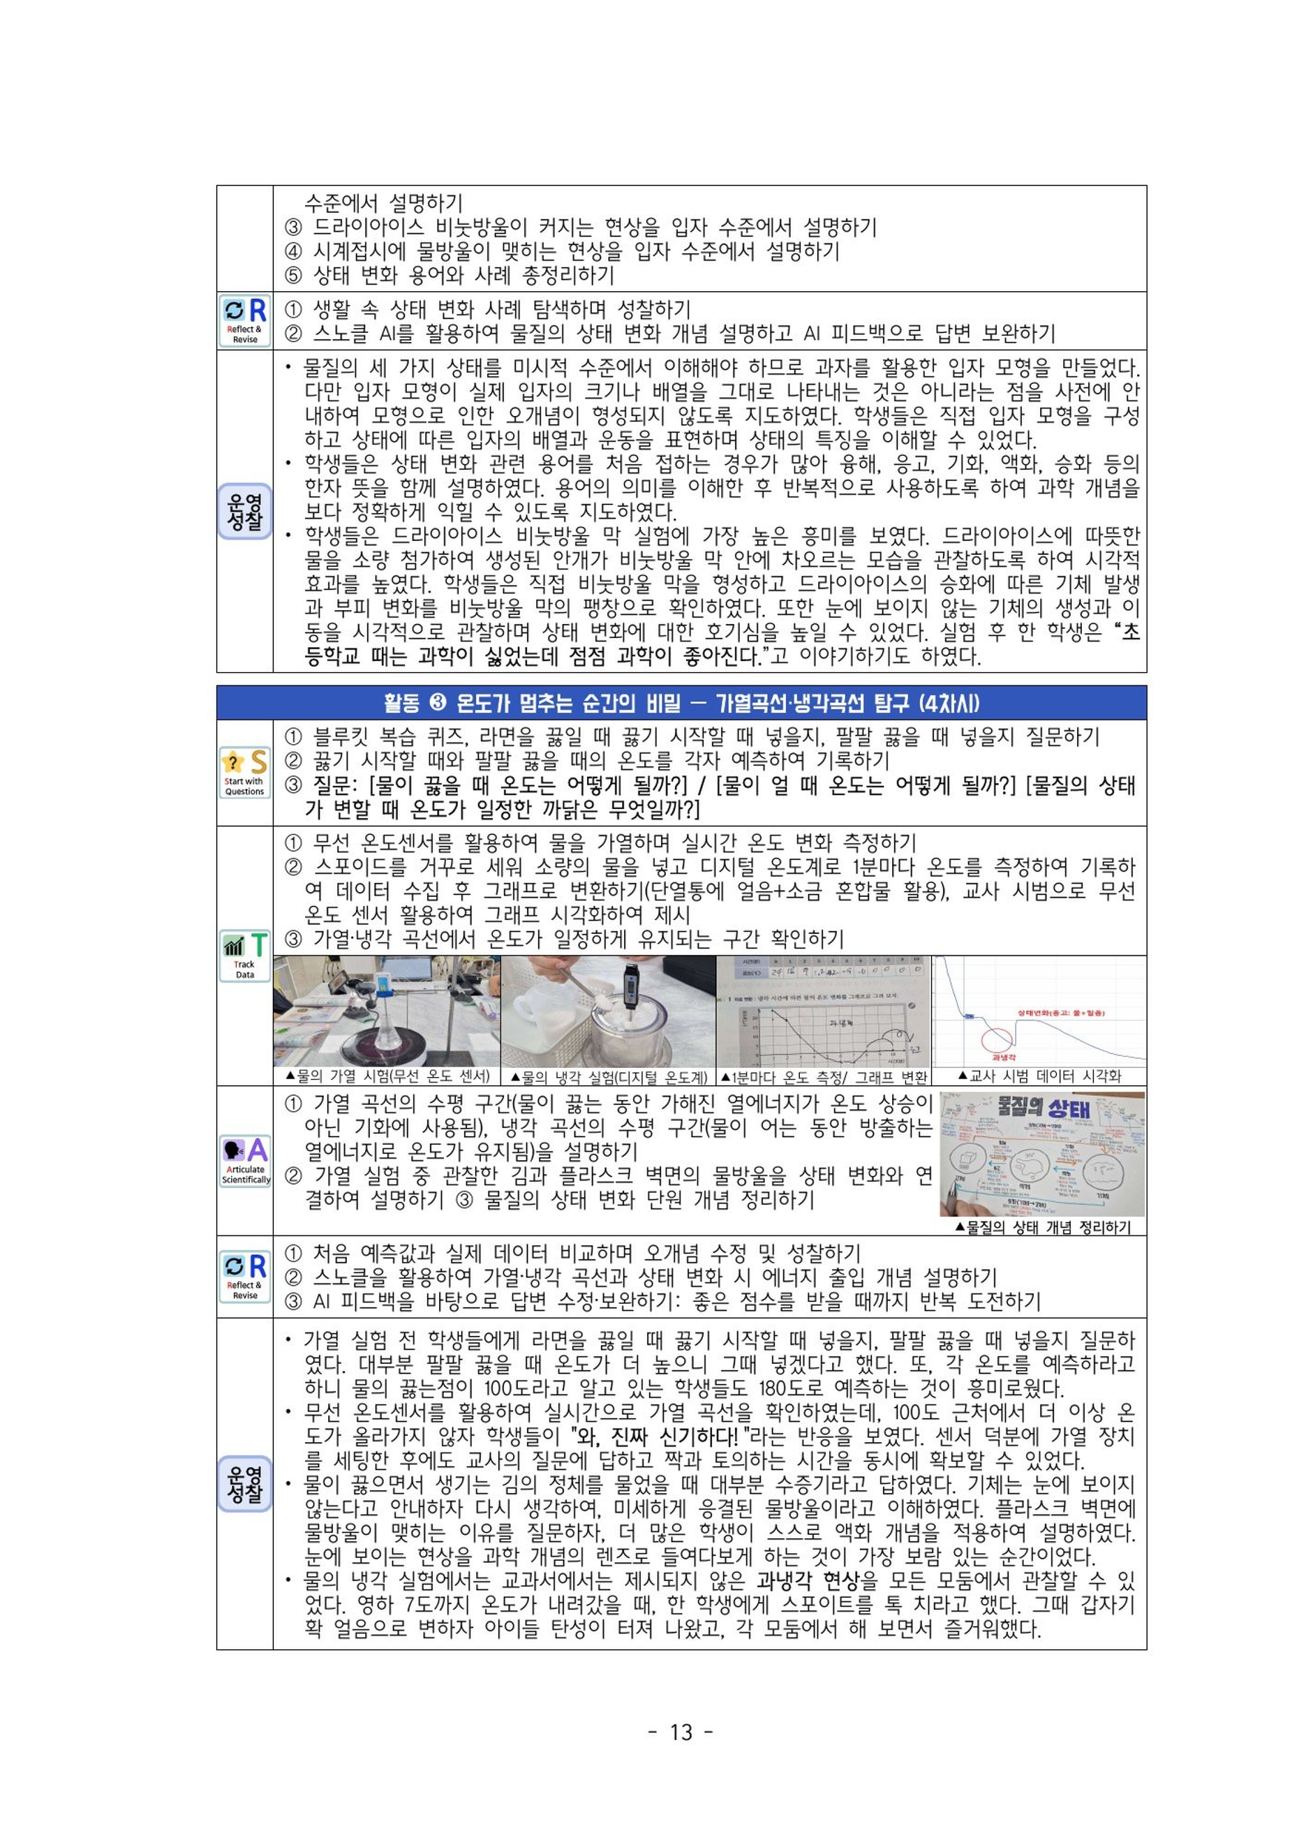 수준에서 설명하기
③ 드라이아이스 비눗방울이 커지는 현상을 입자 수준에서 설명하기
④ 시계접시에 물방울이 맺히는 현상을 입자 수준에서 설명하기
⑤ 상태 변화 용어와 사례 총정리하기
R
Reflect &
Revise
① 생활 속 상태 변화 사례 탐색하며 성찰하기
② 스노클 AI를 활용하여 물질의 상태 변화 개념 설명하고 AI 피드백으로 답변 보완하기
운영
성찰
• 물질의 세 가지 상태를 미시적 수준에서 이해해야 하므로 과자를 활용한 입자 모형을 만들었다.
다만 입자 모형이 실제 입자의 크기나 배열을 그대로 나타내는 것은 아니라는 점을 사전에 안
내하여 모형으로 인한 오개념이 형성되지 않도록 지도하였다. 학생들은 직접 입자 모형을 구성
하고 상태에 따른 입자의 배열과 운동을 표현하며 상태의 특징을 이해할 수 있었다.
• 학생들은 상태 변화 관련 용어를 처음 접하는 경우가 많아 융해, 응고, 기화, 액화, 승화 등의
한자 뜻을 함께 설명하였다. 용어의 의미를 이해한 후 반복적으로 사용하도록 하여 과학 개념을
보다 정확하게 익힐 수 있도록 지도하였다.
• 학생들은 드라이아이스 비눗방울 막 실험에 가장 높은 흥미를 보였다. 드라이아이스에 따뜻한
물을 소량 첨가하여 생성된 안개가 비눗방울 막 안에 차오르는 모습을 관찰하도록 하여 시각적
효과를 높였다. 학생들은 직접 비눗방울 막을 형성하고 드라이아이스의 승화에 따른 기체 발생
과 부피 변화를 비눗방울 막의 팽창으로 확인하였다. 또한 눈에 보이지 않는 기체의 생성과 이
동을 시각적으로 관찰하며 상태 변화에 대한 호기심을 높일 수 있었다. 실험 후 한 학생은 “초
등학교 때는 과학이 싫었는데 점점 과학이 좋아진다.”고 이야기하기도 하였다.
활동 ❸ 온도가 멈추는 순간의 비밀 – 가열곡선·냉각곡선 탐구 (4차시)
S
Start with
Questions
① 블루킷 복습 퀴즈, 라면을 끓일 때 끓기 시작할 때 넣을지, 팔팔 끓을 때 넣을지 질문하기
② 끓기 시작할 때와 팔팔 끓을 때의 온도를 각자 예측하여 기록하기
③ 질문: [물이 끓을 때 온도는 어떻게 될까?] / [물이 얼 때 온도는 어떻게 될까?] [물질의 상태
가 변할 때 온도가 일정한 까닭은 무엇일까?]
T
Track
Data
① 무선 온도센서를 활용하여 물을 가열하며 실시간 온도 변화 측정하기
② 스포이드를 거꾸로 세워 소량의 물을 넣고 디지털 온도계로 1분마다 온도를 측정하여 기록하
여 데이터 수집 후 그래프로 변환하기(단열통에 얼음+소금 혼합물 활용), 교사 시범으로 무선
온도 센서 활용하여 그래프 시각화하여 제시
③ 가열·냉각 곡선에서 온도가 일정하게 유지되는 구간 확인하기
과냉각
상태변화(응고: 물→얼음)
과냉각
▲물의 가열 시험(무선 온도 센서)
▲물의 냉각 실험(디지털 온도계)
▲1분마다 온도 측정/ 그래프 변환
▲교사 시범 데이터 시각화
A
Articulate
Scientifically
① 가열 곡선의 수평 구간(물이 끓는 동안 가해진 열에너지가 온도 상승이
아닌 기화에 사용됨), 냉각 곡선의 수평 구간(물이 어는 동안 방출하는
열에너지로 온도가 유지됨)을 설명하기
② 가열 실험 중 관찰한 김과 플라스크 벽면의 물방울을 상태 변화와 연
결하여 설명하기 ③ 물질의 상태 변화 단원 개념 정리하기
물질의 상태
▲물질의 상태 개념 정리하기
R
Reflect &
Revise
① 처음 예측값과 실제 데이터 비교하며 오개념 수정 및 성찰하기
② 스노클을 활용하여 가열·냉각 곡선과 상태 변화 시 에너지 출입 개념 설명하기
③ AI 피드백을 바탕으로 답변 수정·보완하기: 좋은 점수를 받을 때까지 반복 도전하기
운영
성찰
• 가열 실험 전 학생들에게 라면을 끓일 때 끓기 시작할 때 넣을지, 팔팔 끓을 때 넣을지 질문하
였다. 대부분 팔팔 끓을 때 온도가 더 높으니 그때 넣겠다고 했다. 또, 각 온도를 예측하라고
하니 물의 끓는점이 100도라고 알고 있는 학생들도 180도로 예측하는 것이 흥미로웠다.
• 무선 온도센서를 활용하여 실시간으로 가열 곡선을 확인하였는데, 100도 근처에서 더 이상 온
도가 올라가지 않자 학생들이 "와, 진짜 신기하다! "라는 반응을 보였다. 센서 덕분에 가열 장치
를 세팅한 후에도 교사의 질문에 답하고 짝과 토의하는 시간을 동시에 확보할 수 있었다.
• 물이 끓으면서 생기는 김의 정체를 물었을 때 대부분 수증기라고 답하였다. 기체는 눈에 보이지
않는다고 안내하자 다시 생각하여, 미세하게 응결된 물방울이라고 이해하였다. 플라스크 벽면에
물방울이 맺히는 이유를 질문하자, 더 많은 학생이 스스로 액화 개념을 적용하여 설명하였다.
눈에 보이는 현상을 과학 개념의 렌즈로 들여다보게 하는 것이 가장 보람 있는 순간이었다.
• 물의 냉각 실험에서는 교과서에서는 제시되지 않은 과냉각 현상을 모든 모둠에서 관찰할 수 있
었다. 영하 7도까지 온도가 내려갔을 때, 한 학생에게 스포이트를 톡 치라고 했다. 그때 갑자기
확 얼음으로 변하자 아이들 탄성이 터져 나왔고, 각 모둠에서 해 보면서 즐거워했다.
- 13 -